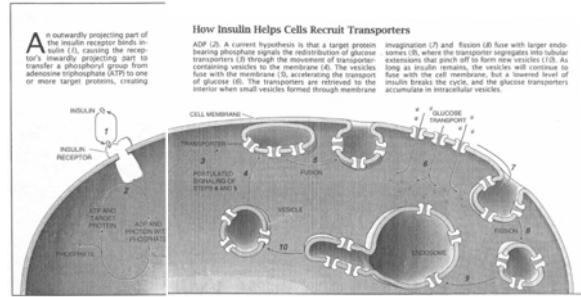 How Insulin Helps Cells Recruit Transporters
An outwardly projecting part of
the insulin receptor binds in-
sulin (1), causing the recep-
tor's inwardly projecting part to
transfer a phosphoryl group from
adenosine triphosphate (ATP) to one
or more target proteins, creating
ADP (2). A current hypothesis is that a target protein
bearing phosphate signals the redistribution of glucose
transporters (3) through the movement of transporter-
containing vesicles to the membrane (4). The vesicles
fuse with the membrane (5), accelerating the transport
of glucose (6). The transporters are retrieved to the
interior when small vesicles formed through membrane
invagination (7) and fission (8) fuse with larger endo-
somes (9), where the transporter segregates into tubular
extensions that pinch off to form new vesicles (10). As
long as insulin remains, the vesicles will continue to
fuse with the cell membrane, but a lowered level of
insulin breaks the cycle, and the glucose transporters
accumulate in intracellular vesicles.
INSULIN
1
INSULIN
RECEPTOR
2
ATP AND
TARGET
PROTEIN
ADP AND
PROTEIN WITH
PHOSPHATE
PHOSPHATE
CELL MEMBRANE
TRANSPORTER
3
4
POSTULATED
SIGNALING OF
STEPS 4 AND 5
5
FUSION
GLUCOSE
TRANSPORT
6
7
VESICLE
FISSION
8
10
ENDOSOME
9